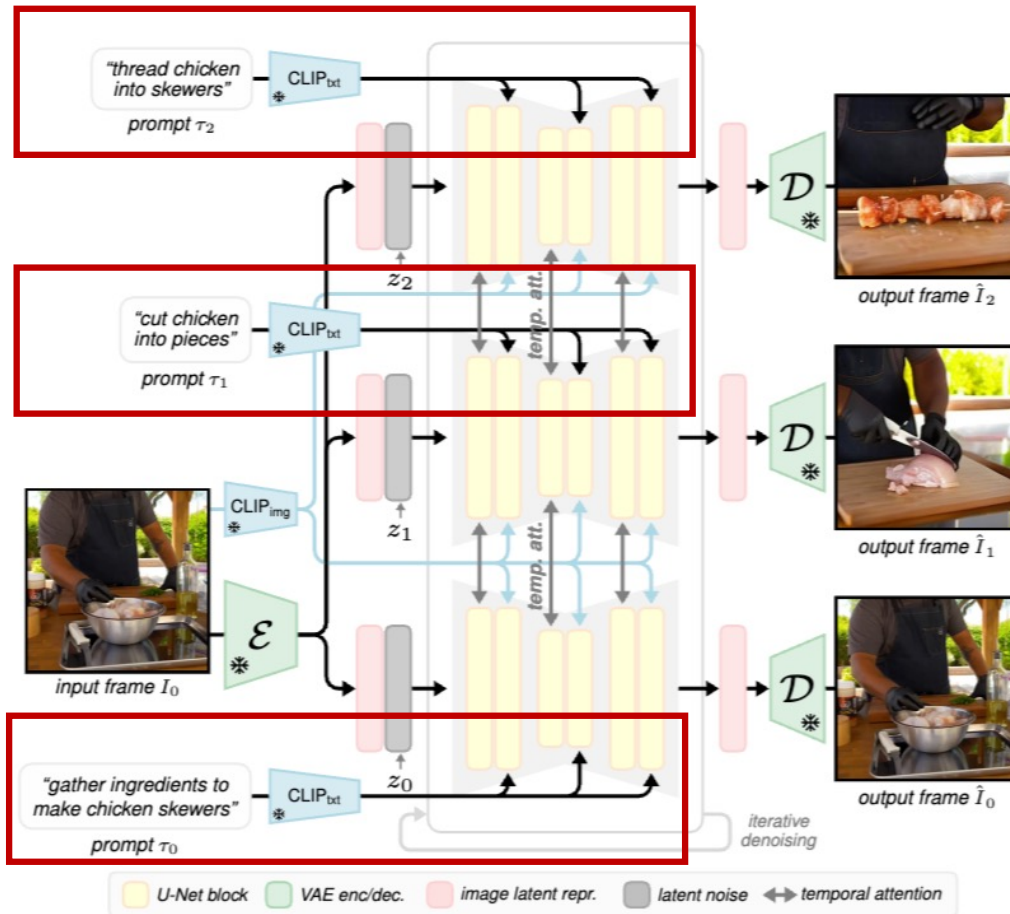 “thread chicken
into skewers”
prompt τ₂
CLIPtxt
z₂
D
output frame Î₂
“cut chicken
into pieces”
prompt τ₁
CLIPtxt
temp. att.
z₁
D
output frame Î₁
CLIPimg
temp. att.
input frame I₀
E
z₀
D
output frame Î₀
“gather ingredients to
make chicken skewers”
prompt τ₀
CLIPtxt
iterative
denoising
U-Net block
VAE enc/dec.
image latent repr.
latent noise
temporal attention